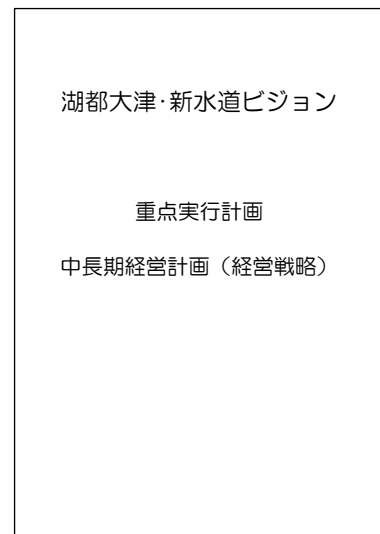 湖都大津･新水道ビジョン
重点実行計画
中長期経営計画（経営戦略）